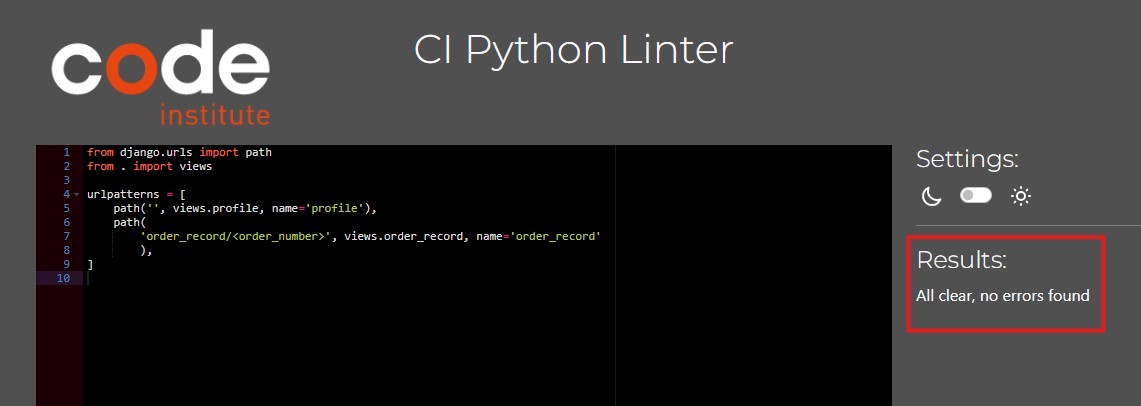 code
institute
CI Python Linter
1 from django.urls import path
2 from . import views
3
4 urlpatterns = [
5     path('', views.profile, name='profile'),
6     path(
7         'order_record/<order_number>', views.order_record, name='order_record'
8         ),
9 ]
10
Settings:
Results:
All clear, no errors found